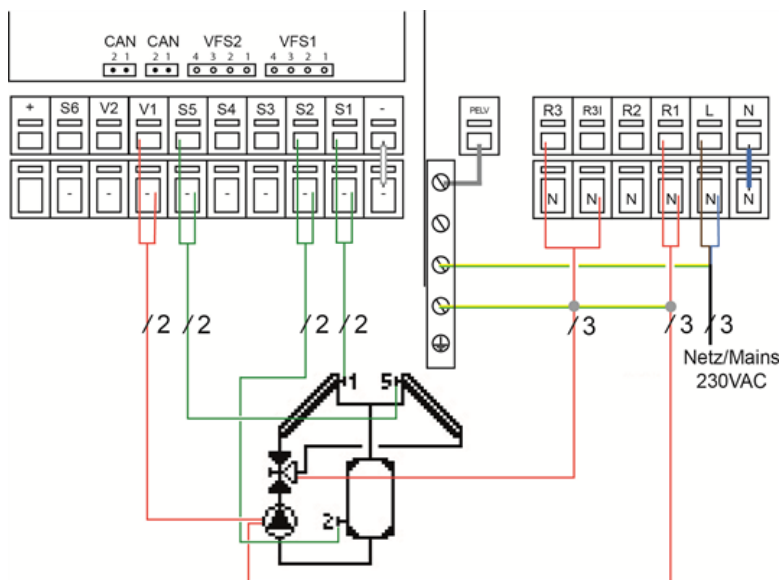 CAN CAN VFS2 VFS1
2 1 2 1 4 3 2 1 4 3 2 1
+ S6 V2 V1 S5 S4 S3 S2 S1 -
PELV
R3 R3I R2 R1 L N
- - - - - - - - -
N N N N N N
/2 /2 /2 /2
/3 /3 /3
Netz/Mains
230VAC
1 5
2